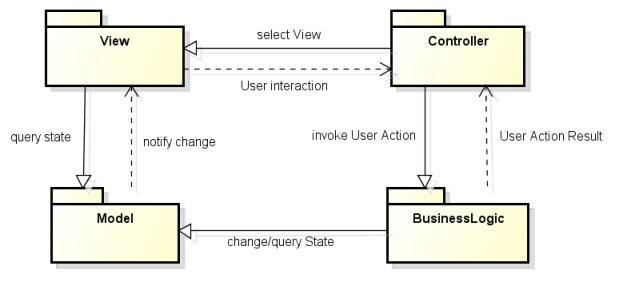 View
select View
Controller
User interaction
query state
notify change
invoke User Action
User Action Result
Model
change/query State
BusinessLogic